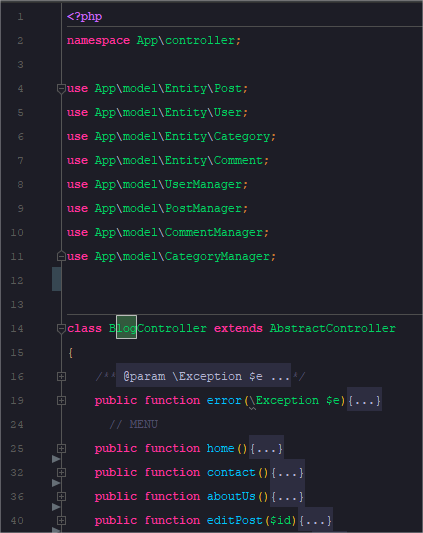 1 <?php
2 namespace App\controller;
3
4 use App\model\Entity\Post;
5 use App\model\Entity\User;
6 use App\model\Entity\Category;
7 use App\model\Entity\Comment;
8 use App\model\UserManager;
9 use App\model\PostManager;
10 use App\model\CommentManager;
11 use App\model\CategoryManager;
12
13
14 class BlogController extends AbstractController
15 {
16 /** @param \Exception $e ...*/
19 public function error(\Exception $e){...}
24 // MENU
25 public function home(){...}
32 public function contact(){...}
36 public function aboutUs(){...}
40 public function editPost($id){...}